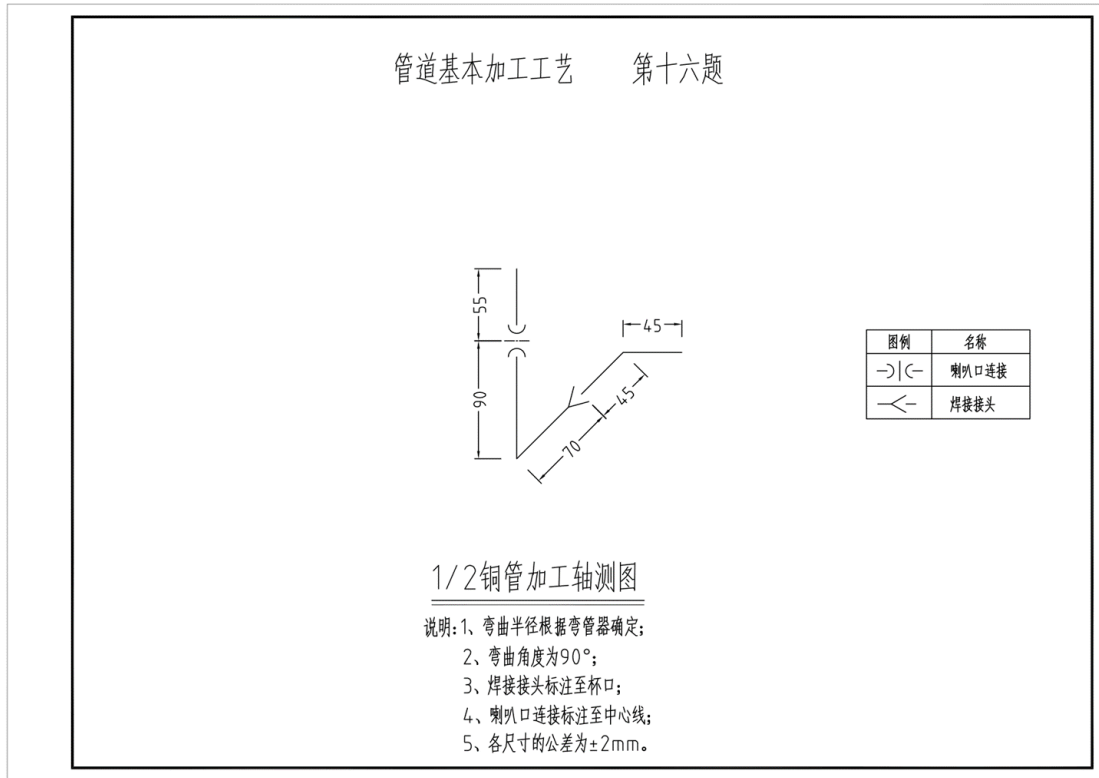 管道基本加工工艺 第十六题
55
90
70
45
45
图例 名称
喇叭口连接
焊接接头
1/2铜管加工轴测图
说明:1、弯曲半径根据弯管器确定;
2、弯曲角度为90°;
3、焊接接头标注至杯口;
4、喇叭口连接标注至中心线;
5、各尺寸的公差为±2mm。